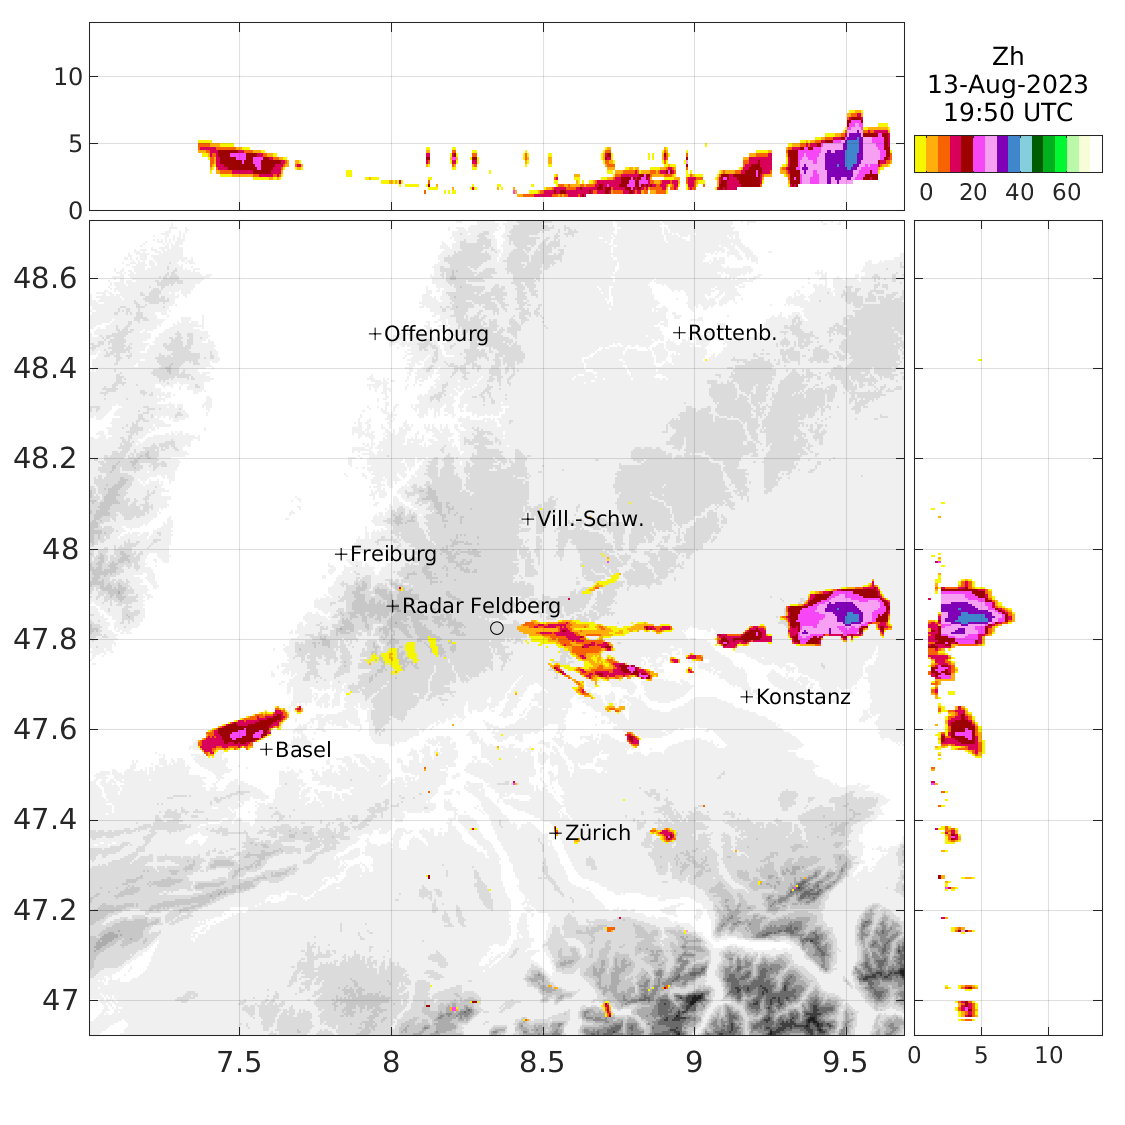 Zh
13-Aug-2023
19:50 UTC
10
5
0
0 20 40 60
48.6
48.4
48.2
48
47.8
47.6
47.4
47.2
47
+Offenburg
+Rottenb.
+Vill.-Schw.
+Freiburg
+Radar Feldberg
+Konstanz
+Basel
+Zürich
7.5 8 8.5 9 9.5
0 5 10